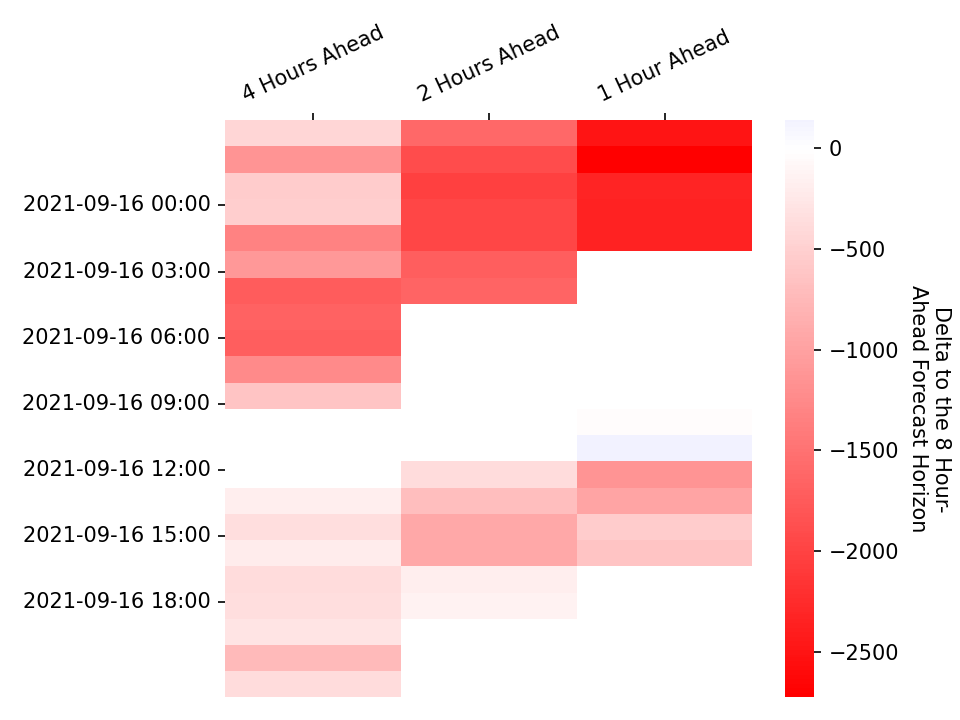 4 Hours Ahead
2 Hours Ahead
1 Hour Ahead
2021-09-16 00:00
2021-09-16 03:00
2021-09-16 06:00
2021-09-16 09:00
2021-09-16 12:00
2021-09-16 15:00
2021-09-16 18:00
0
−500
−1000
−1500
−2000
−2500
Delta to the 8 Hour-
Ahead Forecast Horizon